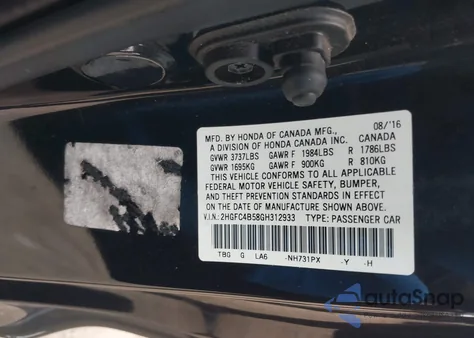 MFD. BY HONDA OF CANADA MFG., 08/'16
A DIVISION OF HONDA CANADA INC. CANADA
GVWR 3737LBS GAWR F 1984LBS R 1786LBS
GVWR 1695KG GAWR F 900KG R 810KG
THIS VEHICLE CONFORMS TO ALL APPLICABLE
FEDERAL MOTOR VEHICLE SAFETY, BUMPER,
AND THEFT PREVENTION STANDARDS IN EFFECT
ON THE DATE OF MANUFACTURE SHOWN ABOVE.
V.I.N.: 2HGFC4B58GH312933 TYPE: PASSENGER CAR
TBG G LA6 -NH731PX -Y -H
autoSnap